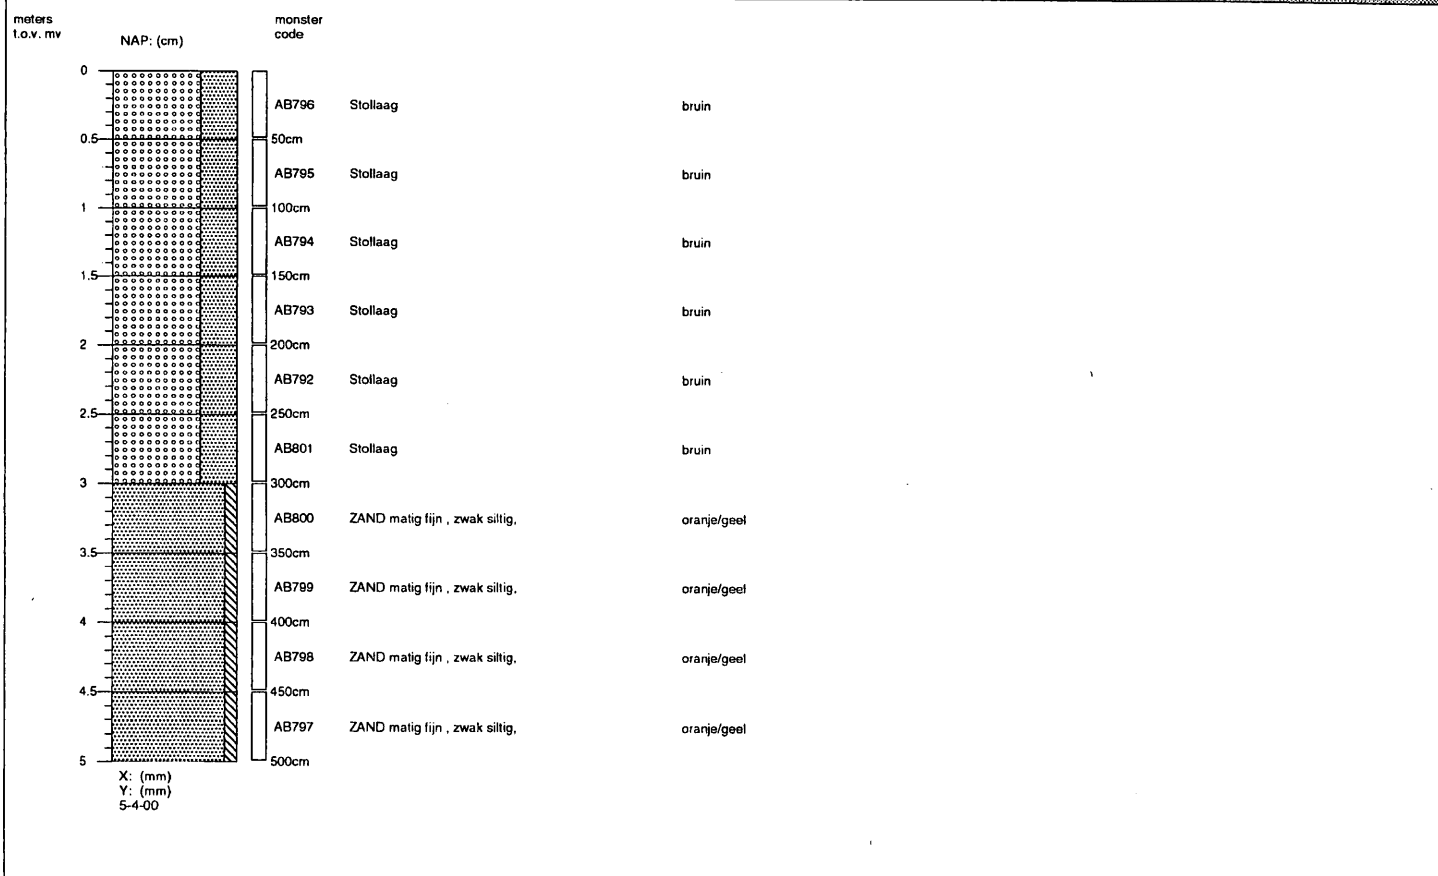 meters
t.o.v. mv
NAP: (cm)
monster
code
0
AB796 Stollaag bruin
0.5 50cm
AB795 Stollaag bruin
1 100cm
AB794 Stollaag bruin
1.5 150cm
AB793 Stollaag bruin
2 200cm
AB792 Stollaag bruin
2.5 250cm
AB801 Stollaag bruin
3 300cm
AB800 ZAND matig fijn , zwak siltig, oranje/geel
3.5 350cm
AB799 ZAND matig fijn , zwak siltig, oranje/geel
4 400cm
AB798 ZAND matig fijn , zwak siltig, oranje/geel
4.5 450cm
AB797 ZAND matig fijn , zwak siltig, oranje/geel
5 500cm
X: (mm)
Y: (mm)
5-4-00